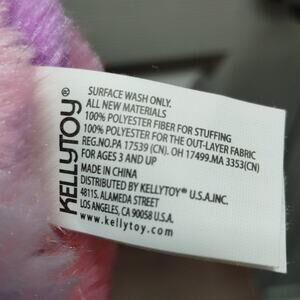 KELLYTOY®
SURFACE WASH ONLY.
ALL NEW MATERIALS
100% POLYESTER FIBER FOR STUFFING
100% POLYESTER FOR THE OUT-LAYER FABRIC
REG.NO.PA 17539 (CN). OH 17499.MA 3353(CN)
FOR AGES 3 AND UP
MADE IN CHINA
DISTRIBUTED BY KELLYTOY® U.S.A.INC.
4811S. ALAMEDA STREET
LOS ANGELES, CA 90058 U.S.A.
www.kellytoy.com